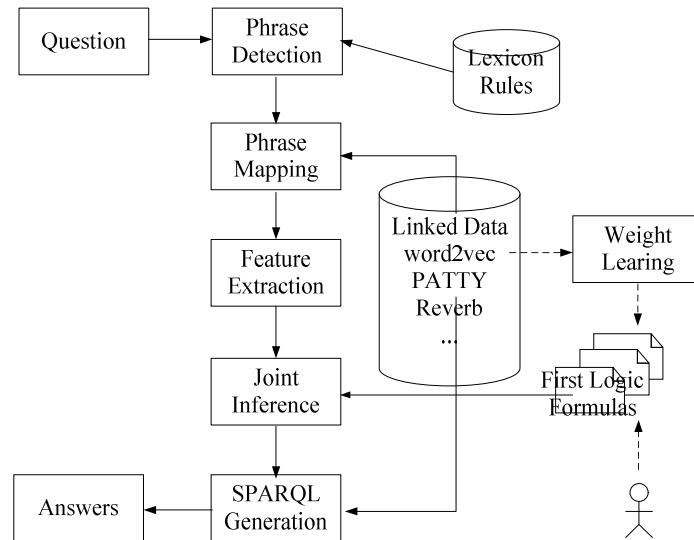 Question
Phrase
Detection
Lexicon
Rules
Phrase
Mapping
Linked Data
word2vec
PATTY
Reverb
...
Weight
Learing
Feature
Extraction
Joint
Inference
First Logic
Formulas
SPARQL
Generation
Answers